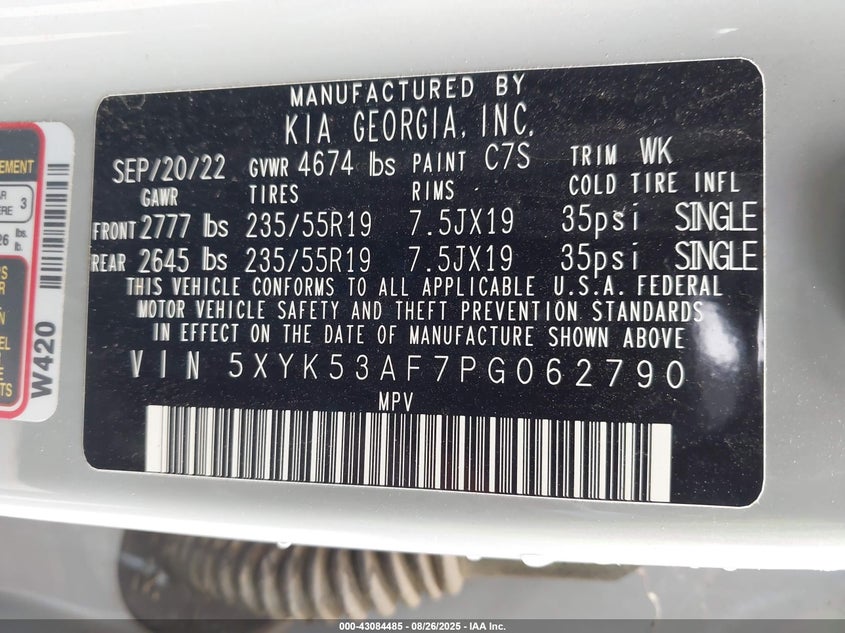 MANUFACTURED BY
KIA GEORGIA, INC.
SEP/20/22 GVWR 4674 lbs PAINT C7S TRIM WK
GAWR TIRES RIMS COLD TIRE INFL
FRONT 2777 lbs 235/55R19 7.5JX19 35psi SINGLE
REAR 2645 lbs 235/55R19 7.5JX19 35psi SINGLE
THIS VEHICLE CONFORMS TO ALL APPLICABLE U.S.A. FEDERAL
MOTOR VEHICLE SAFETY AND THEFT PREVENTION STANDARDS
IN EFFECT ON THE DATE OF MANUFACTURE SHOWN ABOVE
VIN 5XYK53AF7PG062790
MPV
W420
3
lbs.
lb.
000-43084485 - 08/26/2025 - IAA Inc.